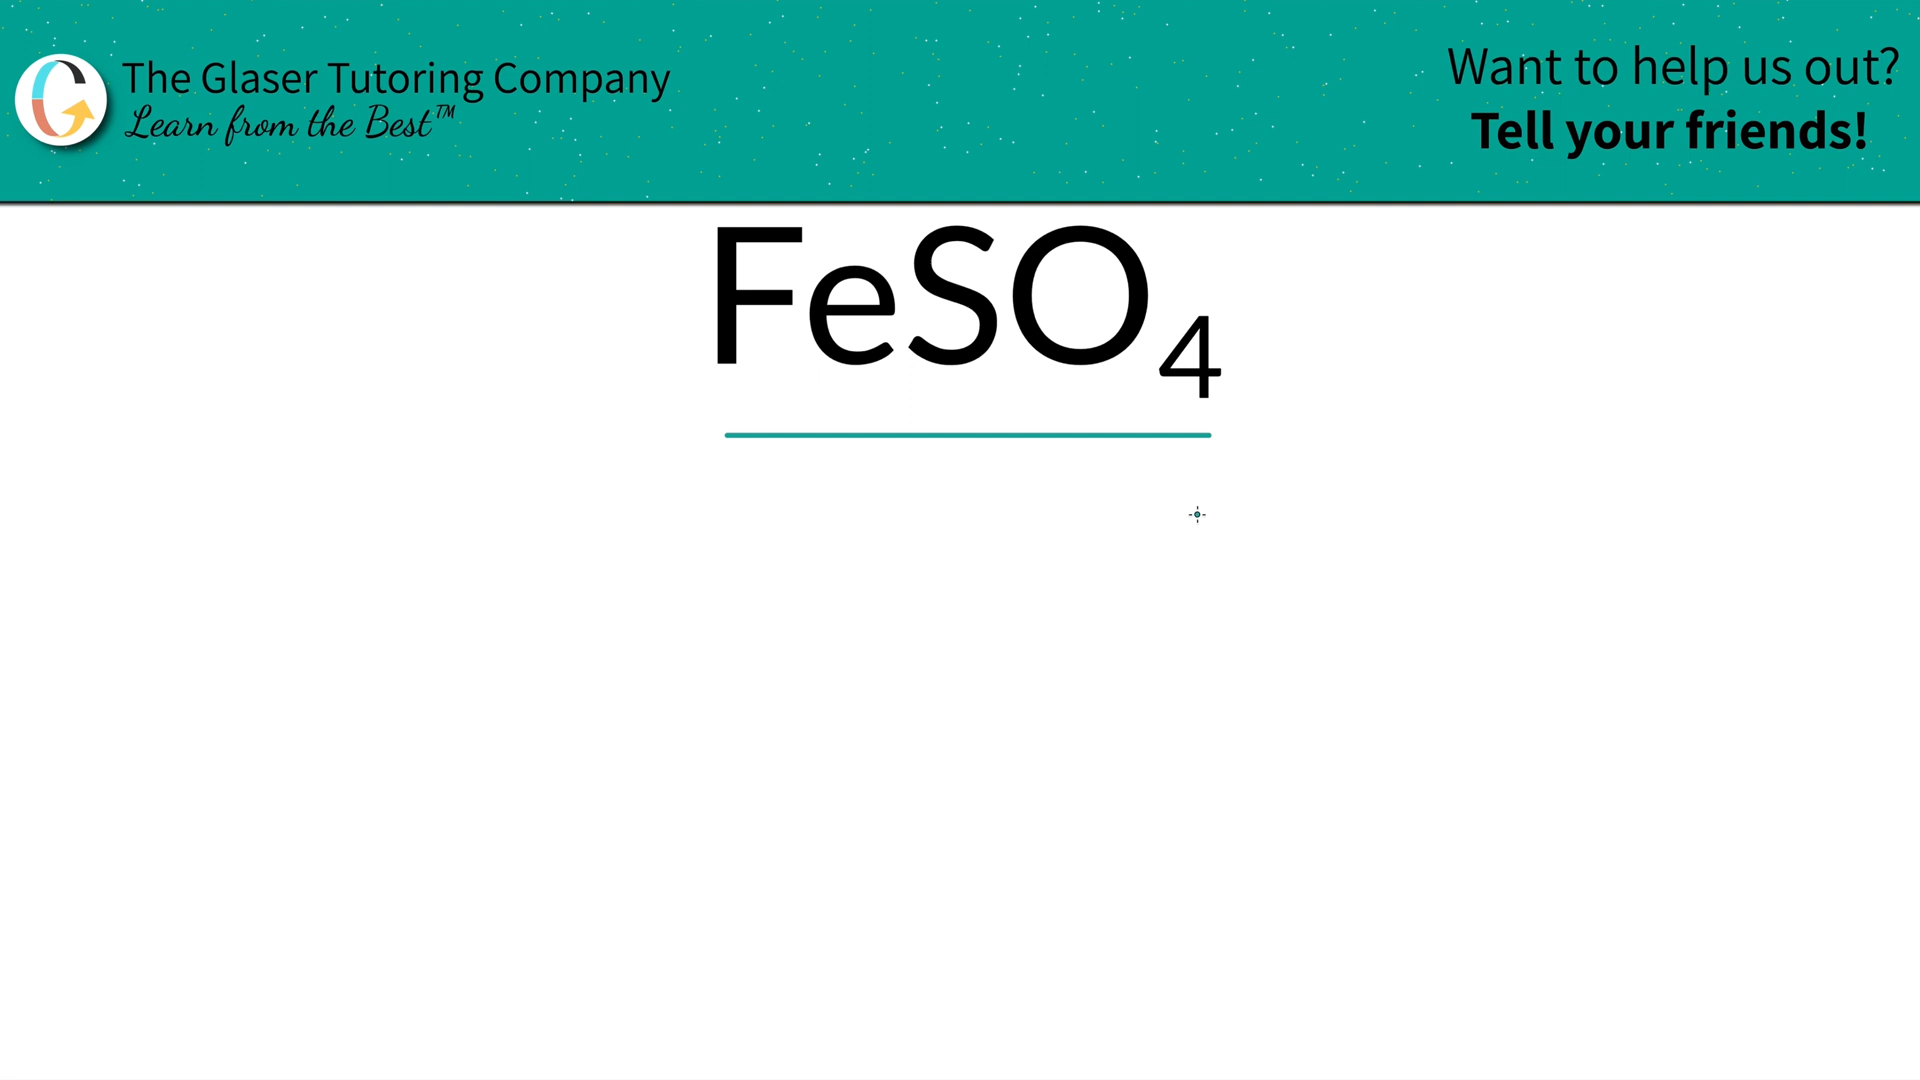 The Glaser Tutoring Company
Learn from the Best™
Want to help us out?
Tell your friends!
FeSO₄